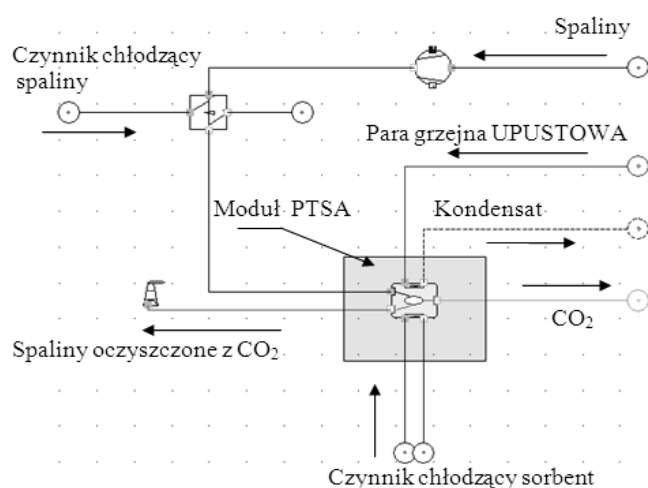 Spaliny
Czynnik chłodzący
spaliny
Para grzejna UPUSTOWA
Moduł PTSA
Kondensat
CO₂
Spaliny oczyszczone z CO₂
Czynnik chłodzący sorbent